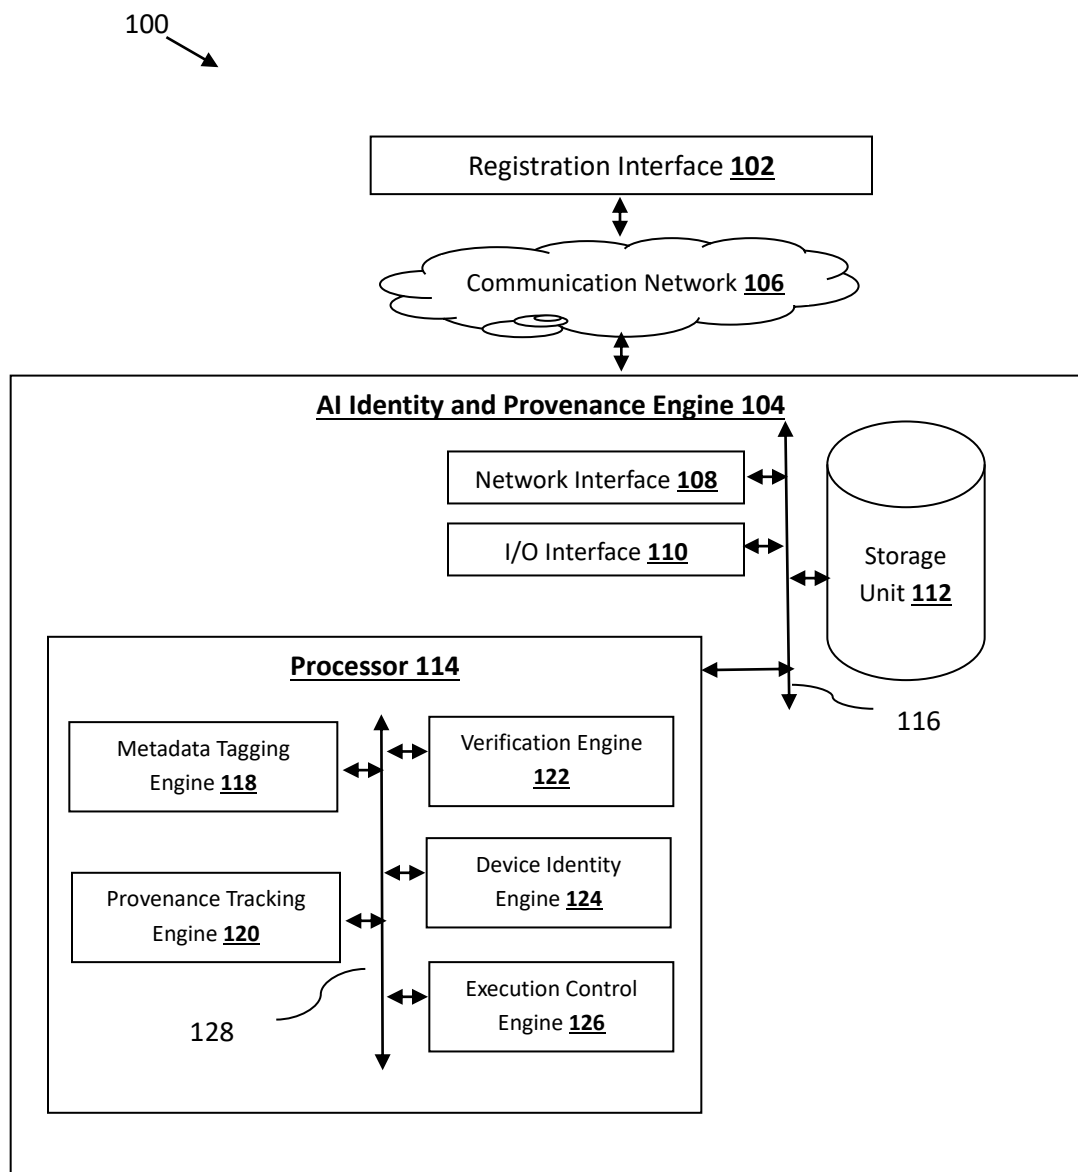 100
Registration Interface 102
Communication Network 106
AI Identity and Provenance Engine 104
Network Interface 108
I/O Interface 110
Storage
Unit 112
Processor 114
116
Metadata Tagging
Engine 118
Verification Engine
122
Device Identity
Engine 124
Provenance Tracking
Engine 120
Execution Control
Engine 126
128